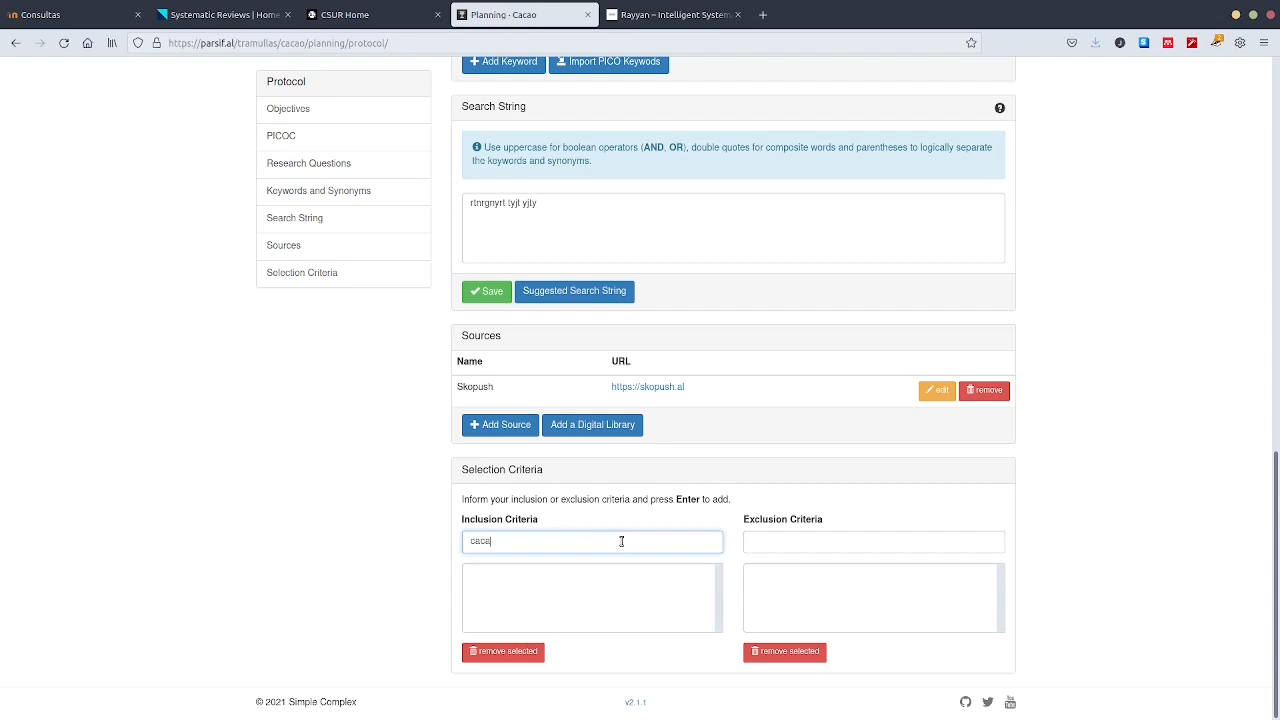 Consultas
Systematic Reviews | Home
CSUR Home
Planning · Cacao
Rayyan – Intelligent System
https://parsif.al/tramullas/cacao/planning/protocol/
Protocol
Objectives
PICOC
Research Questions
Keywords and Synonyms
Search String
Sources
Selection Criteria
Add Keyword
Import PICO Keywods
Search String
Use uppercase for boolean operators (AND, OR), double quotes for composite words and parentheses to logically separate
the keywords and synonyms.
rtnrgnyrt tyjt yjty
Save
Suggested Search String
Sources
Name URL
Skopush https://skopush.al edit remove
Add Source Add a Digital Library
Selection Criteria
Inform your inclusion or exclusion criteria and press Enter to add.
Inclusion Criteria Exclusion Criteria
caca
remove selected remove selected
© 2021 Simple Complex v2.1.1